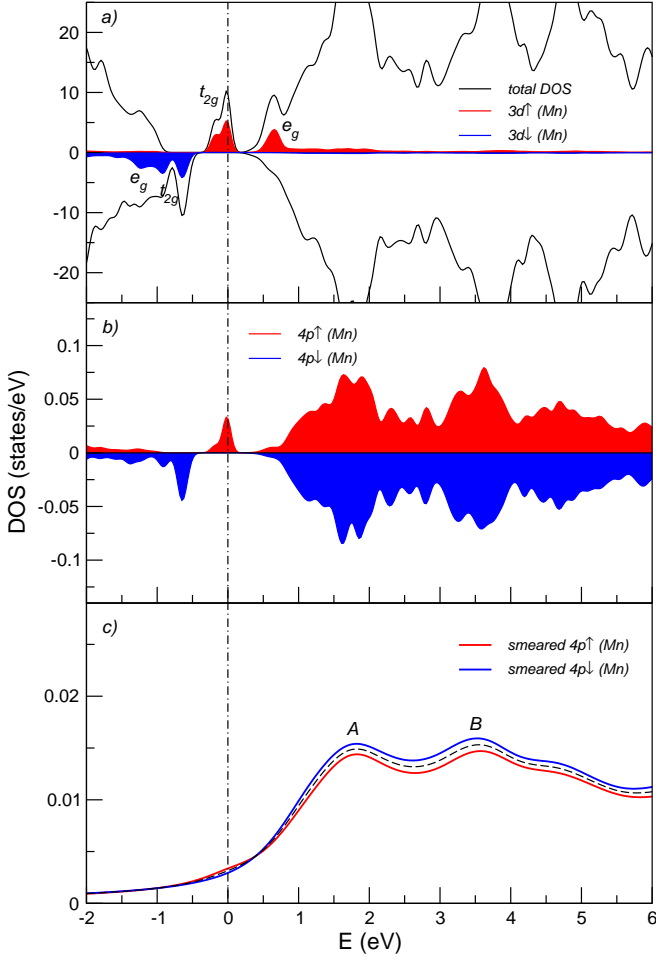 a)
20
10
0
-10
-20
t2g
eg
eg
t2g
total DOS
3d↑ (Mn)
3d↓ (Mn)
b)
0.1
0.05
0
-0.05
-0.1
4p↑ (Mn)
4p↓ (Mn)
DOS (states/eV)
c)
0.02
0.01
0
smeared 4p↑ (Mn)
smeared 4p↓ (Mn)
A
B
-2 -1 0 1 2 3 4 5 6
E (eV)